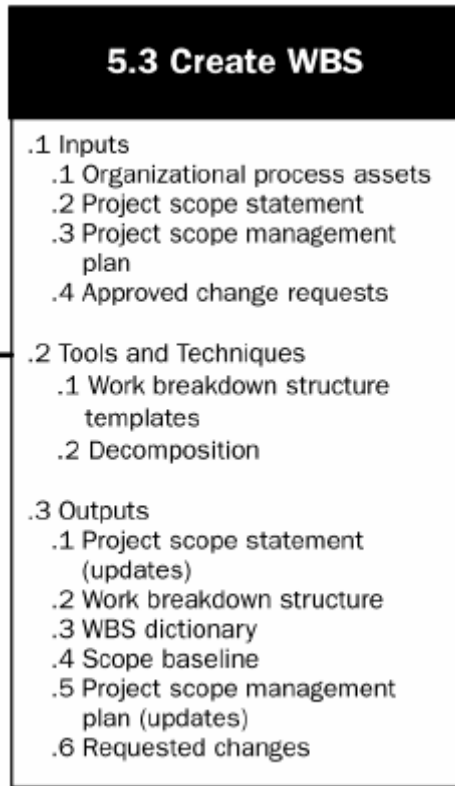 5.3 Create WBS
.1 Inputs
.1 Organizational process assets
.2 Project scope statement
.3 Project scope management
plan
.4 Approved change requests
.2 Tools and Techniques
.1 Work breakdown structure
templates
.2 Decomposition
.3 Outputs
.1 Project scope statement
(updates)
.2 Work breakdown structure
.3 WBS dictionary
.4 Scope baseline
.5 Project scope management
plan (updates)
.6 Requested changes